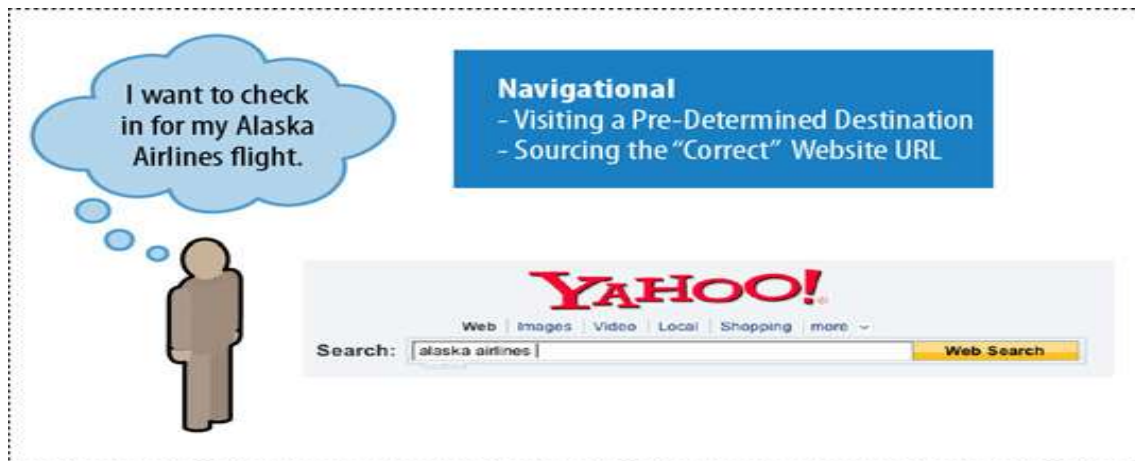 I want to check
in for my Alaska
Airlines flight.
Navigational
- Visiting a Pre-Determined Destination
- Sourcing the “Correct” Website URL
YAHOO!
Web | Images | Video | Local | Shopping | more
Search: alaska airlines Web Search